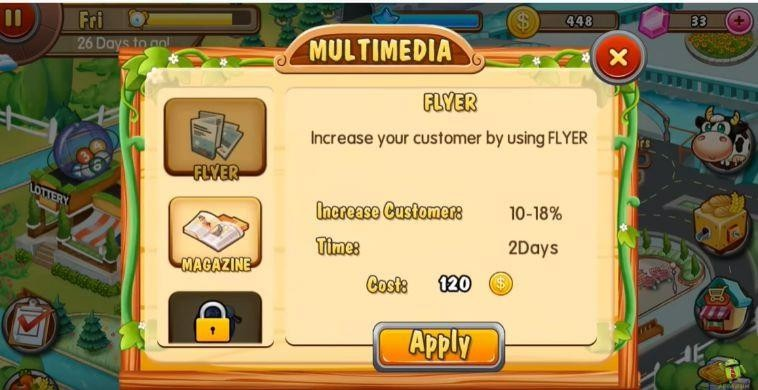 Fri
448
33
26 Days to go!
MULTIMEDIA
FLYER
Increase your customer by using FLYER
FLYER
LOTTERY
Increase Customer: 10-18%
Time: 2Days
MAGAZINE
Cost: 120
Apply